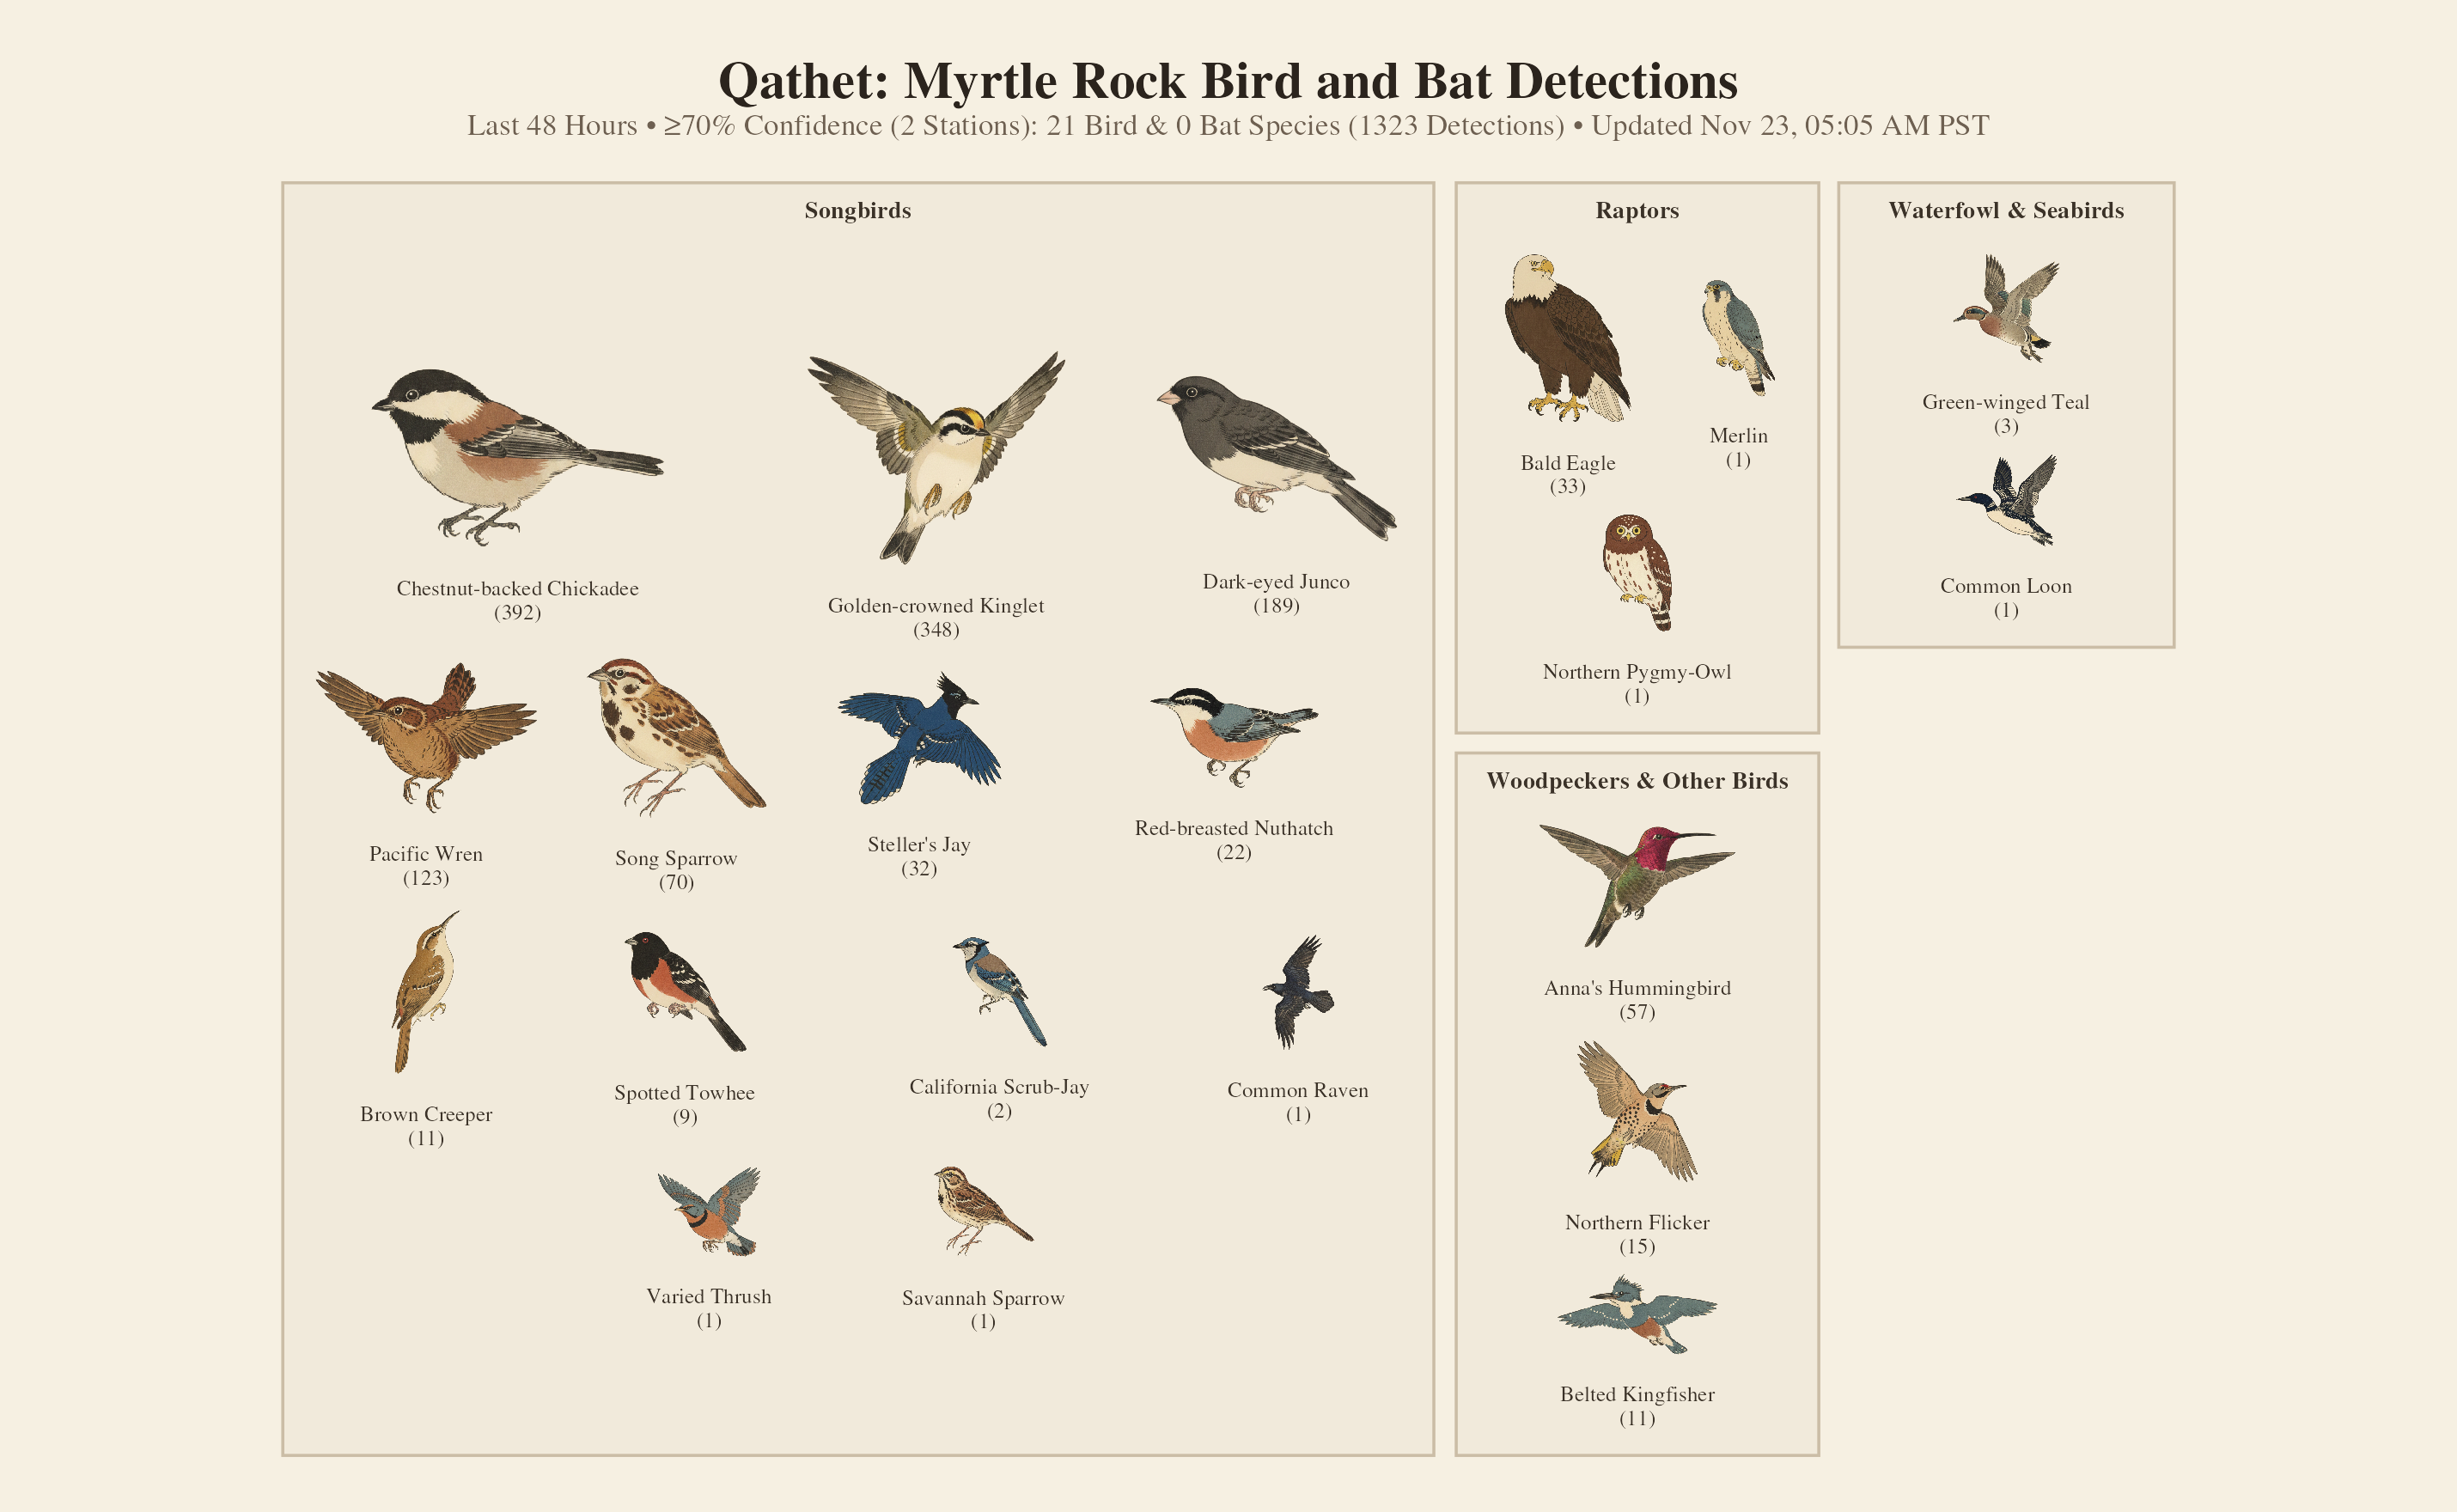 Qathet: Myrtle Rock Bird and Bat Detections
Last 48 Hours • ≥70% Confidence (2 Stations): 21 Bird & 0 Bat Species (1323 Detections) • Updated Nov 23, 05:05 AM PST
Songbirds
Chestnut-backed Chickadee
(392)
Golden-crowned Kinglet
(348)
Dark-eyed Junco
(189)
Pacific Wren
(123)
Song Sparrow
(70)
Steller's Jay
(32)
Red-breasted Nuthatch
(22)
Brown Creeper
(11)
Spotted Towhee
(9)
California Scrub-Jay
(2)
Common Raven
(1)
Varied Thrush
(1)
Savannah Sparrow
(1)
Raptors
Bald Eagle
(33)
Merlin
(1)
Northern Pygmy-Owl
(1)
Woodpeckers & Other Birds
Anna's Hummingbird
(57)
Northern Flicker
(15)
Belted Kingfisher
(11)
Waterfowl & Seabirds
Green-winged Teal
(3)
Common Loon
(1)